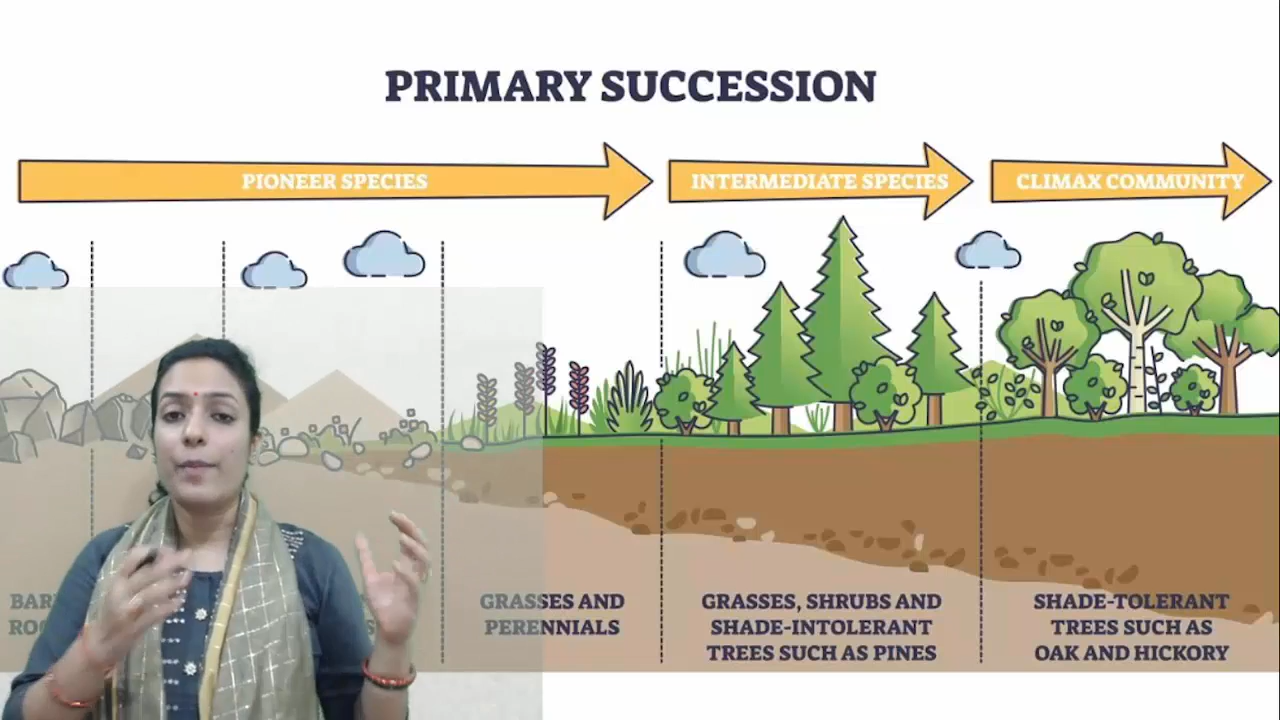 PRIMARY SUCCESSION
PIONEER SPECIES
INTERMEDIATE SPECIES
CLIMAX COMMUNITY
GRASSES AND
PERENNIALS
GRASSES, SHRUBS AND
SHADE-INTOLERANT
TREES SUCH AS PINES
SHADE-TOLERANT
TREES SUCH AS
OAK AND HICKORY